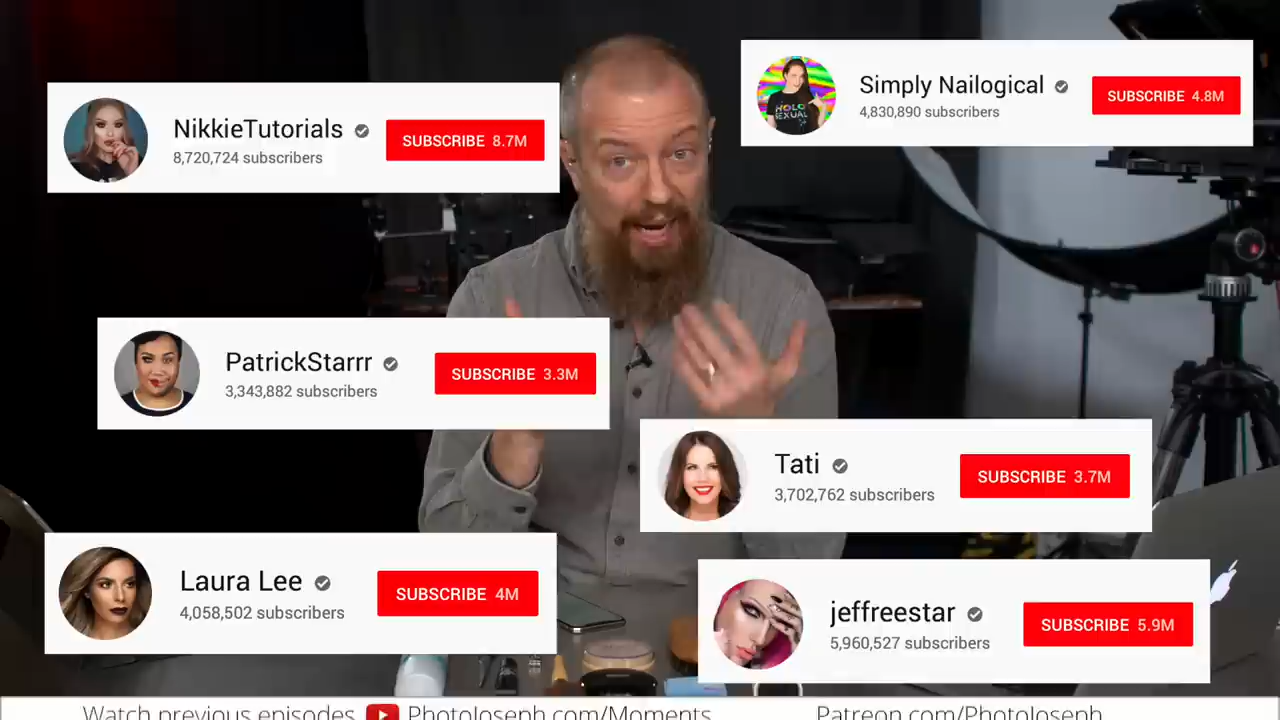 Simply Nailogical
4,830,890 subscribers
SUBSCRIBE 4.8M
NikkieTutorials
8,720,724 subscribers
SUBSCRIBE 8.7M
HOLO
SEXUAL
PatrickStarrr
3,343,882 subscribers
SUBSCRIBE 3.3M
Tati
3,702,762 subscribers
SUBSCRIBE 3.7M
Laura Lee
4,058,502 subscribers
SUBSCRIBE 4M
jeffreestar
5,960,527 subscribers
SUBSCRIBE 5.9M
Watch previous episodes PhotoJoseph.com/Moments Patreon.com/PhotoJoseph